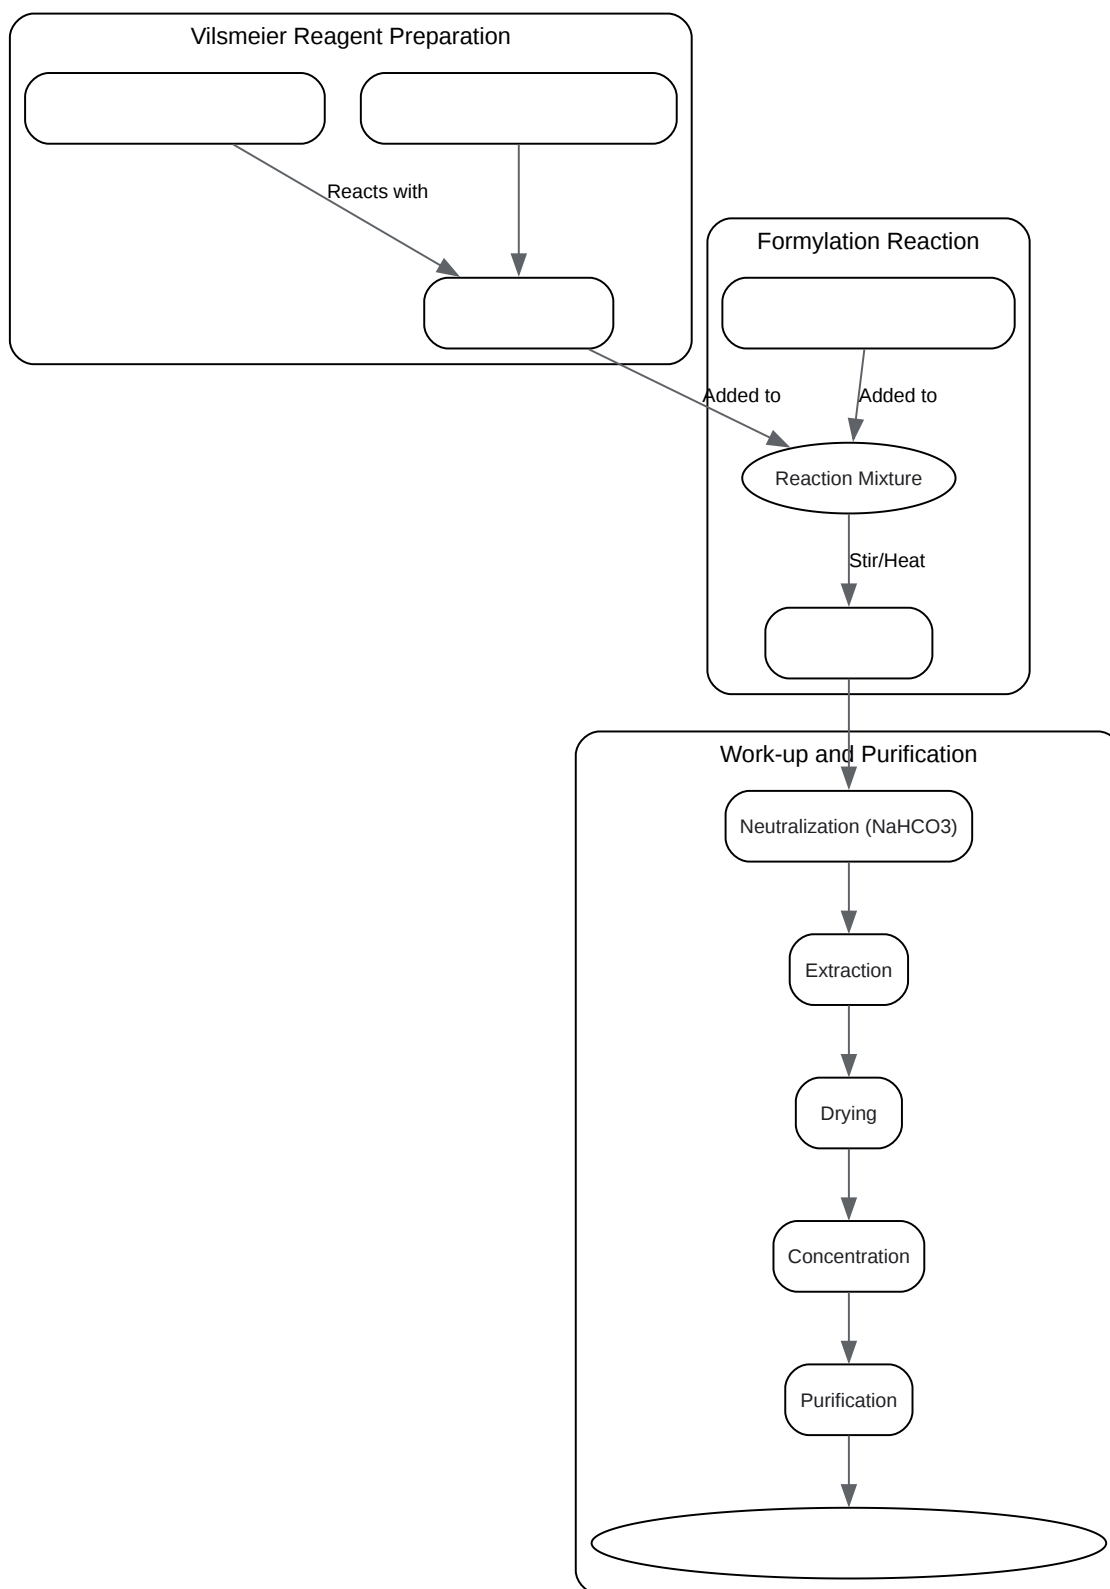 Vilsmeier Reagent Preparation
Reacts with
Formylation Reaction
Added to
Added to
Reaction Mixture
Stir/Heat
Work-up and Purification
Neutralization (NaHCO3)
Extraction
Drying
Concentration
Purification